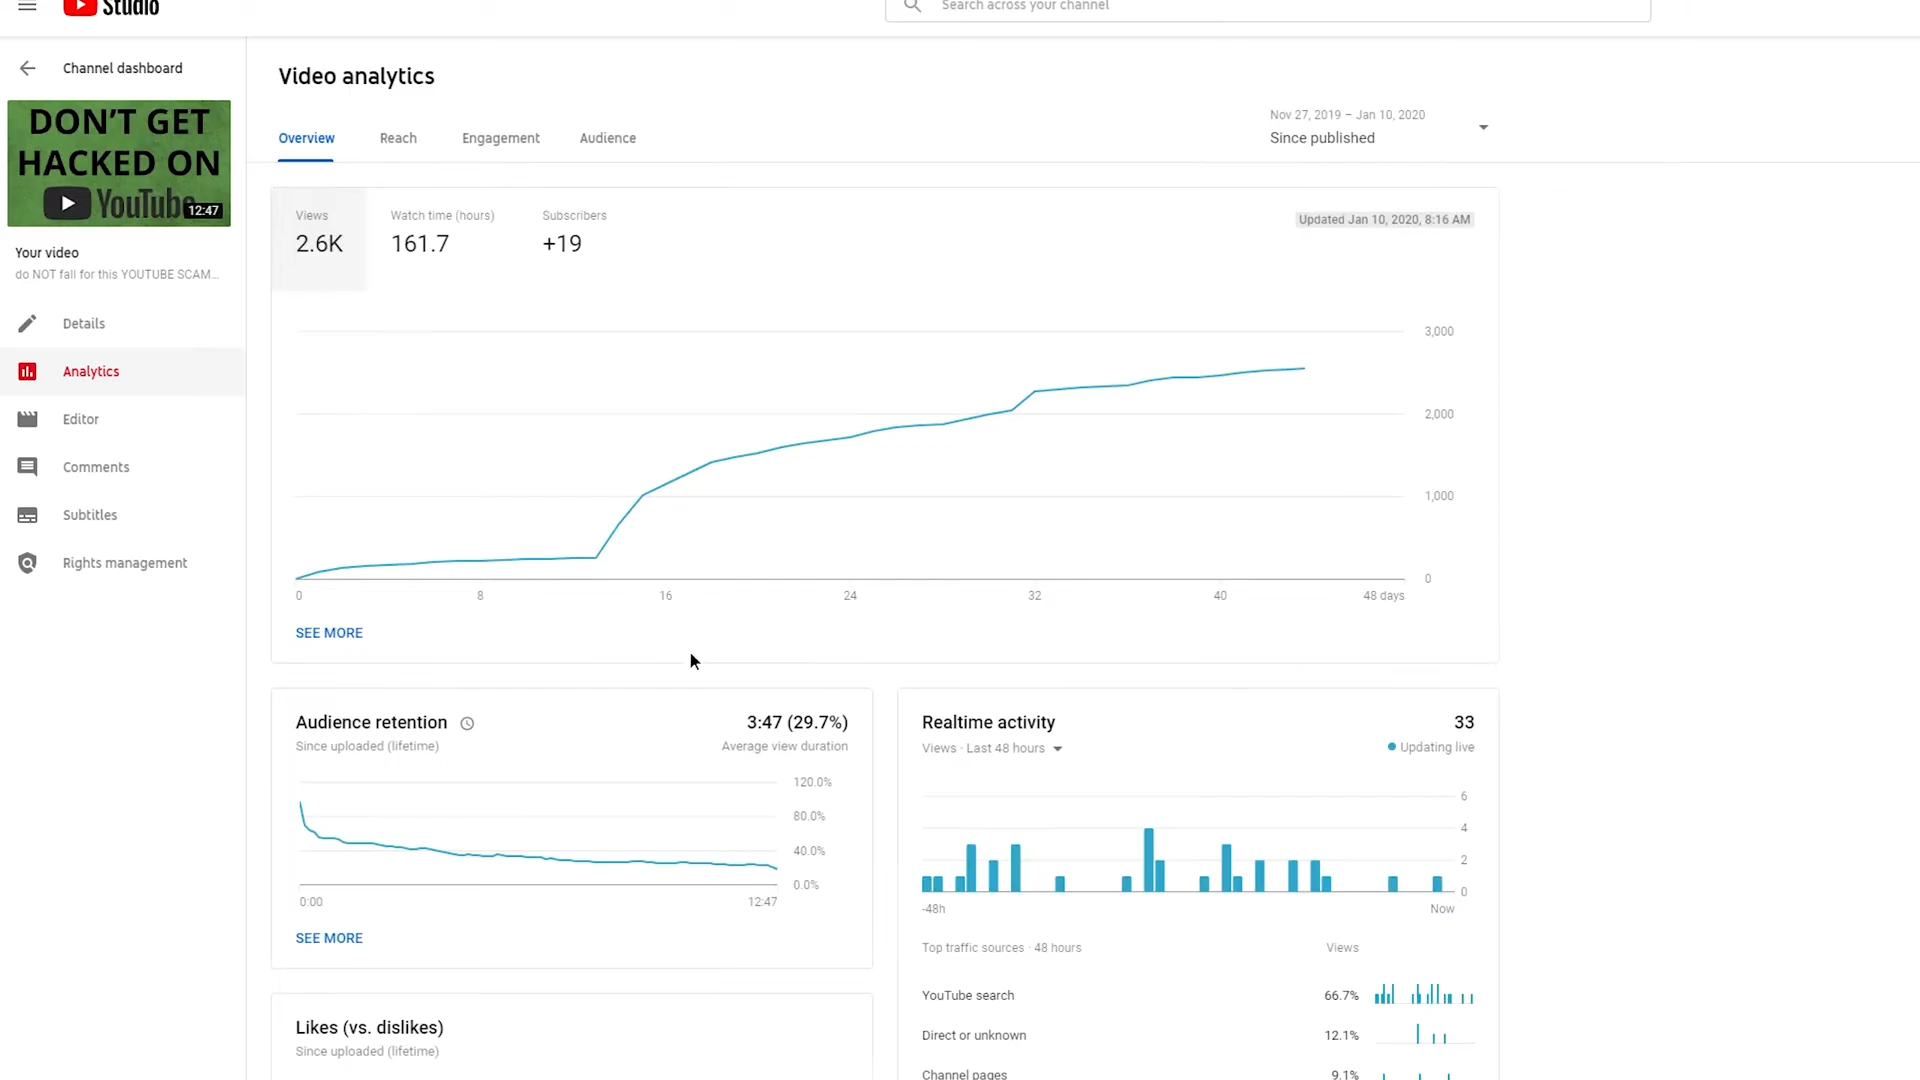 Studio
Search across your channel
Channel dashboard
DON'T GET
HACKED ON
YouTube
12:47
Your video
do NOT fall for this YOUTUBE SCAM...
Details
Analytics
Editor
Comments
Subtitles
Rights management
Video analytics
Overview
Reach
Engagement
Audience
Nov 27, 2019 – Jan 10, 2020
Since published
Views
2.6K
Watch time (hours)
161.7
Subscribers
+19
Updated Jan 10, 2020, 8:16 AM
3,000
2,000
1,000
0
0 8 16 24 32 40 48 days
SEE MORE
Audience retention
Since uploaded (lifetime)
3:47 (29.7%)
Average view duration
120.0%
80.0%
40.0%
0.0%
0:00 12:47
SEE MORE
Likes (vs. dislikes)
Since uploaded (lifetime)
Realtime activity
33
Views · Last 48 hours
Updating live
6
4
2
0
-48h Now
Top traffic sources · 48 hours Views
YouTube search 66.7%
Direct or unknown 12.1%
Channel pages 9.1%